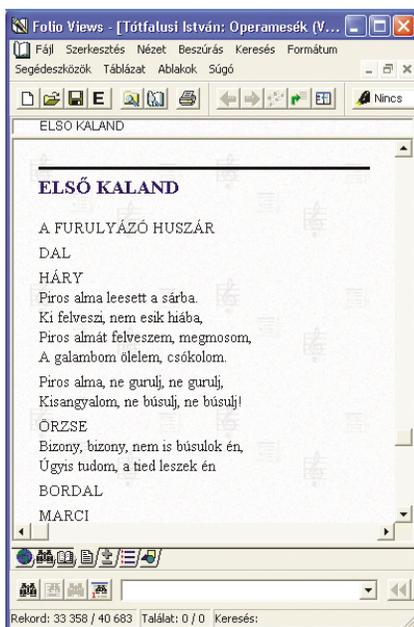 Folio Views - [Tótfalusi István: Operamesék (V...
Fájl Szerkesztés Nézet Beszúrás Keresés Formátum
Segédeszközök Táblázat Ablakok Súgó
E Nincs
ELSO KALAND
ELSŐ KALAND
A FURULYÁZÓ HUSZÁR
DAL
HÁRY
Piros alma leesett a sárba.
Ki felveszi, nem esik hiába,
Piros almát felveszem, megmosom,
A galambom ölelem, csókolom.
Piros alma, ne gurulj, ne gurulj,
Kisangyalom, ne búsulj, ne búsulj!
ÖRZSE
Bizony, bizony, nem is búsulok én,
Úgyis tudom, a tied leszek én
BORDAL
MARCI
Rekord: 33 358 / 40 683 Találat: 0 / 0 Keresés: